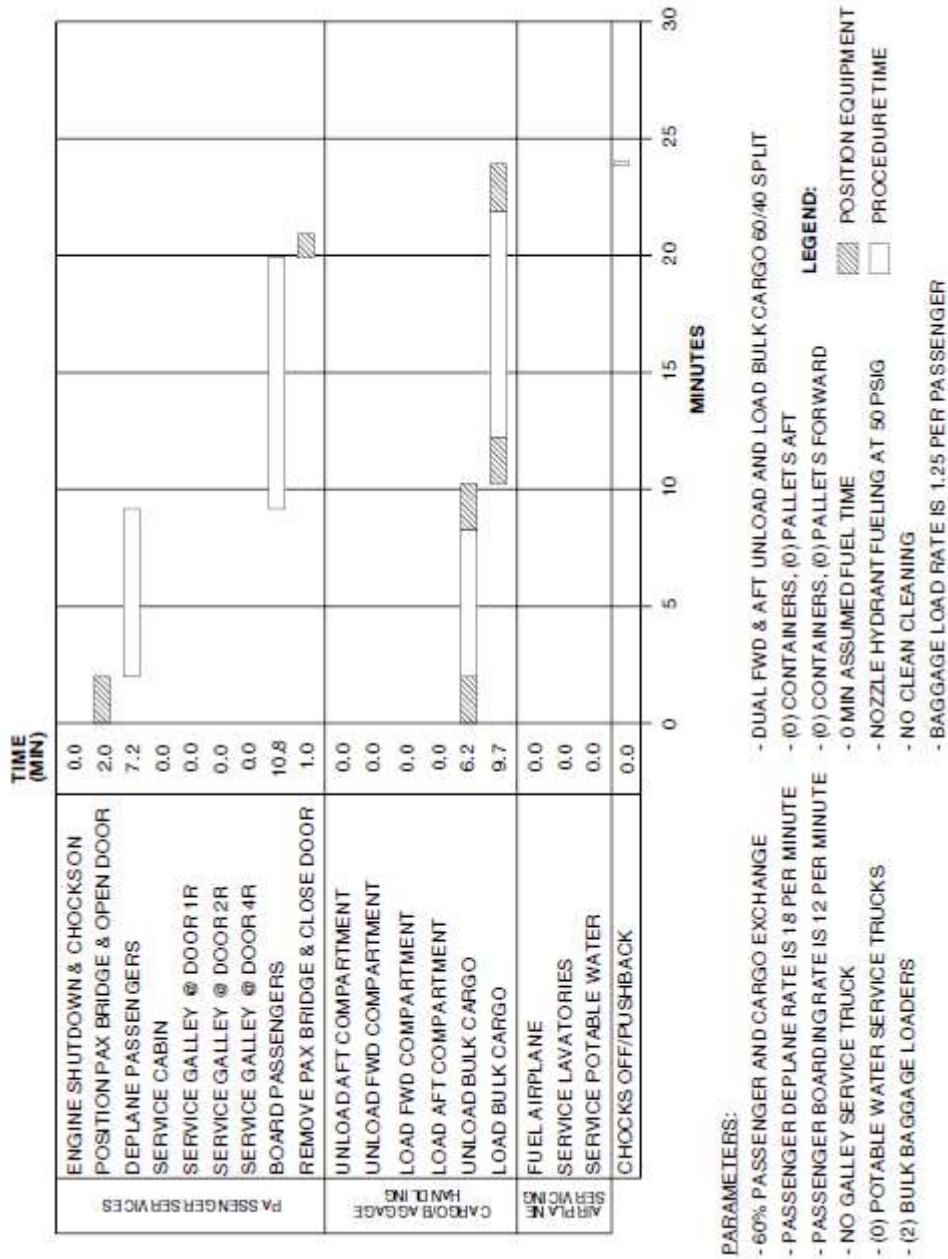 TIME
(MIN)
PASSENGER SERVICES
ENGINE SHUTDOWN & CHOCKS ON 0.0
POSITION PAX BRIDGE & OPEN DOOR 2.0
DEPLANE PASSENGERS 7.2
SERVICE CABIN 0.0
SERVICE GALLEY @ DOOR 1R 0.0
SERVICE GALLEY @ DOOR 2R 0.0
SERVICE GALLEY @ DOOR 4R 0.0
BOARD PASSENGERS 10.8
REMOVE PAX BRIDGE & CLOSE DOOR 1.0
CARGO/BAGGAGE
HANDLING
UNLOAD AFT COMPARTMENT 0.0
UNLOAD FWD COMPARTMENT 0.0
LOAD FWD COMPARTMENT 0.0
LOAD AFT COMPARTMENT 0.0
UNLOAD BULK CARGO 6.2
LOAD BULK CARGO 9.7
AIRPLANE
SERVICING
FUEL AIRPLANE 0.0
SERVICE LAVATORIES 0.0
SERVICE POTABLE WATER 0.0
CHOCKS OFF/PUSHBACK 0.0
0 5 10 15 20 25 30
MINUTES
PARAMETERS:
- 60% PASSENGER AND CARGO EXCHANGE
- PASSENGER DEPLANE RATE IS 18 PER MINUTE
- PASSENGER BOARDING RATE IS 12 PER MINUTE
- NO GALLEY SERVICE TRUCK
- (0) POTABLE WATER SERVICE TRUCKS
- (2) BULK BAGGAGE LOADERS
- DUAL FWD & AFT UNLOAD AND LOAD BULK CARGO 60/40 SPLIT
- (0) CONTAINERS, (0) PALLETS AFT
- (0) CONTAINERS, (0) PALLETS FORWARD
- 0 MIN ASSUMED FUEL TIME
- NOZZLE HYDRANT FUELING AT 50 PSIG
- NO CLEAN CLEANING
- BAGGAGE LOAD RATE IS 1.25 PER PASSENGER
LEGEND:
POSITION EQUIPMENT
PROCEDURE TIME